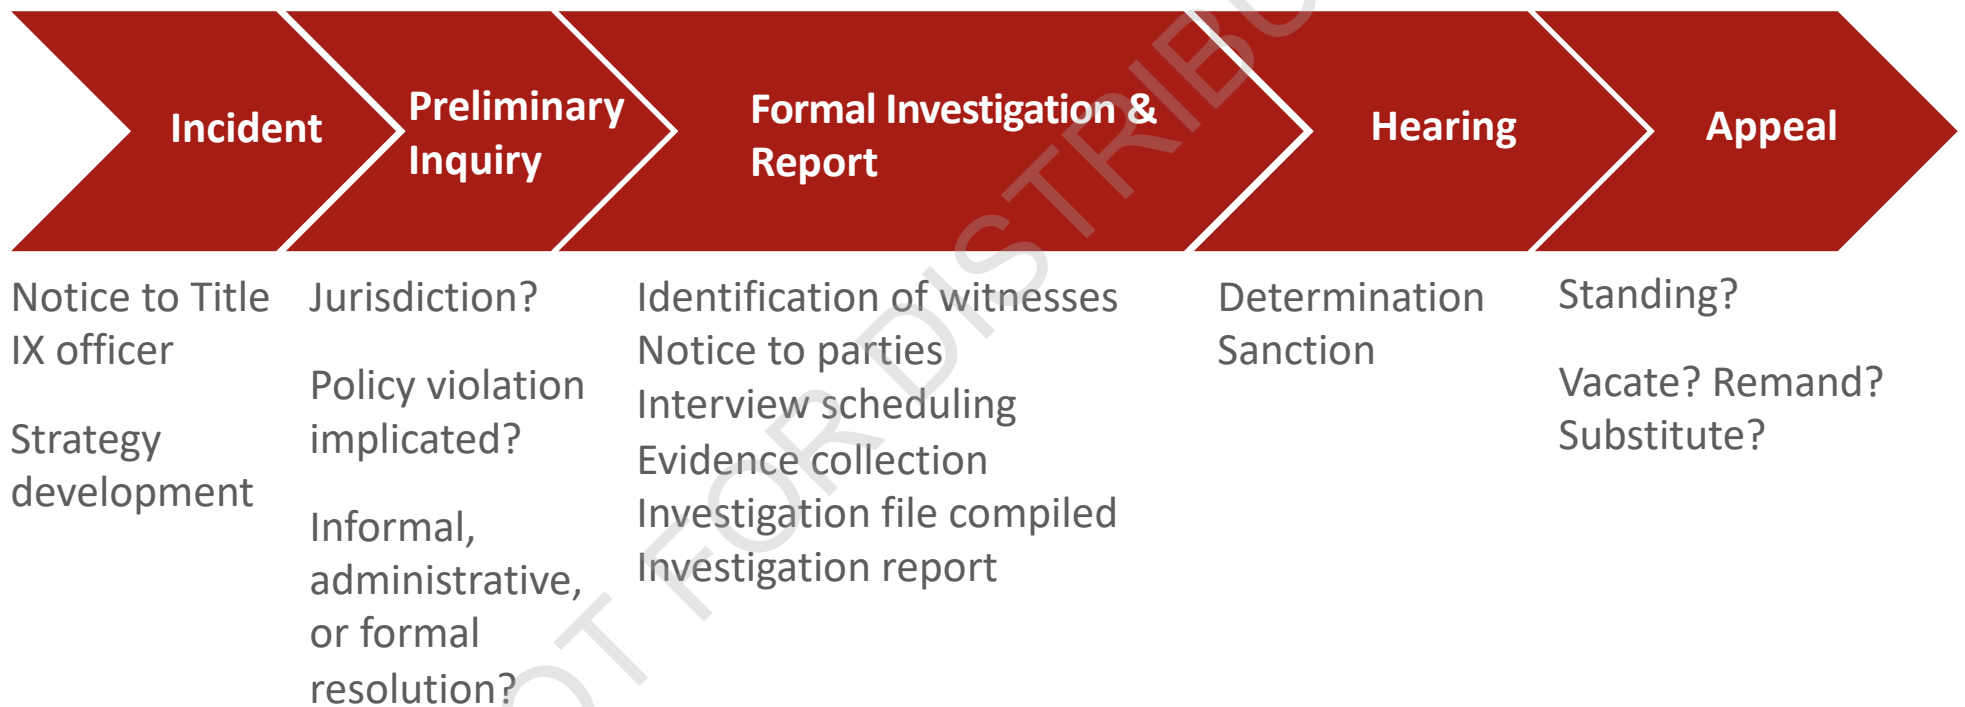 Incident
Preliminary
Inquiry
Formal Investigation &
Report
Hearing
Appeal
Notice to Title
IX officer
Strategy
development
Jurisdiction?
Policy violation
implicated?
Informal,
administrative,
or formal
resolution?
Identification of witnesses
Notice to parties
Interview scheduling
Evidence collection
Investigation file compiled
Investigation report
Determination
Sanction
Standing?
Vacate? Remand?
Substitute?
FOR